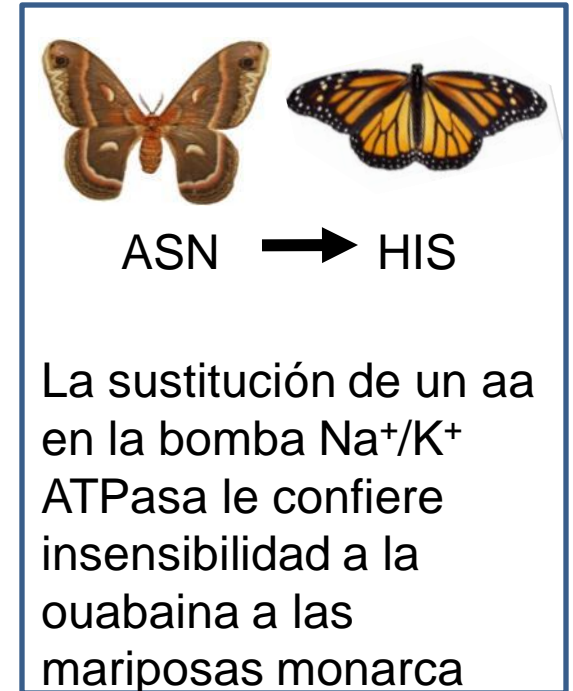 ASN → HIS
La sustitución de un aa
en la bomba Na⁺/K⁺
ATPasa le confiere
insensibilidad a la
ouabaina a las
mariposas monarca